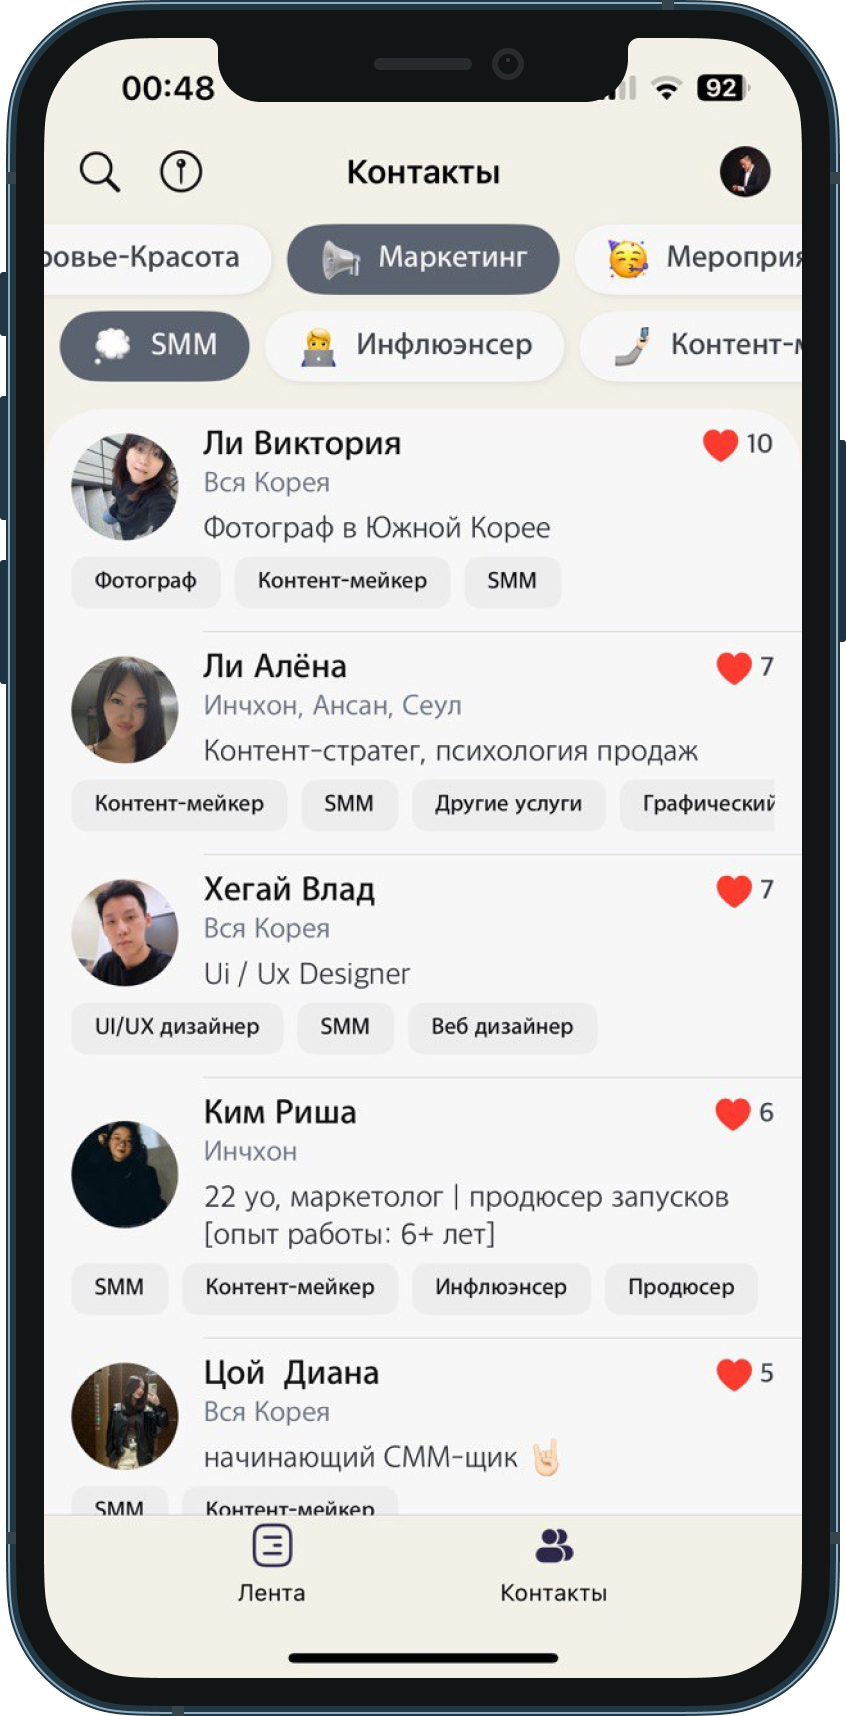 00:48
92
Контакты
ровье-Красота
Маркетинг
Мероприя
SMM
Инфлюэнсер
Контент-м
Ли Виктория
10
Вся Корея
Фотограф в Южной Корее
Фотограф
Контент-мейкер
SMM
Ли Алёна
7
Инчхон, Ансан, Сеул
Контент-стратег, психология продаж
Контент-мейкер
SMM
Другие услуги
Графический
Хегай Влад
7
Вся Корея
Ui / Ux Designer
UI/UX дизайнер
SMM
Веб дизайнер
Ким Риша
6
Инчхон
22 yo, маркетолог | продюсер запусков
[опыт работы: 6+ лет]
SMM
Контент-мейкер
Инфлюэнсер
Продюсер
Цой  Диана
5
Вся Корея
начинающий СММ-щик 🤘🏻
SMM
Контент-мейкер
Лента
Контакты